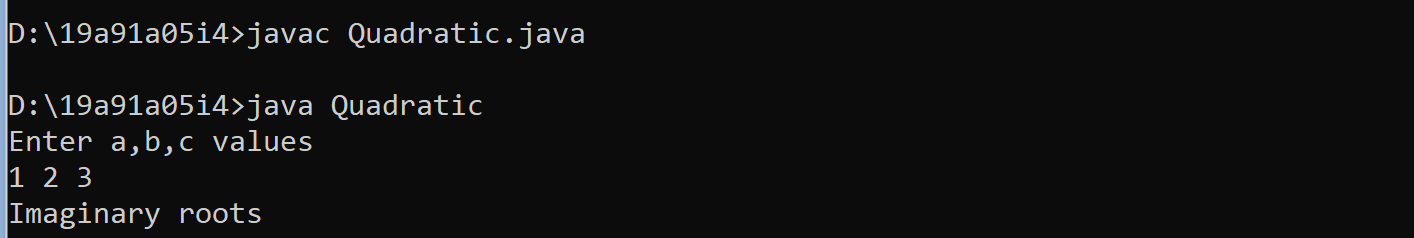 D:\19a91a05i4>javac Quadratic.java
D:\19a91a05i4>java Quadratic
Enter a,b,c values
1 2 3
Imaginary roots